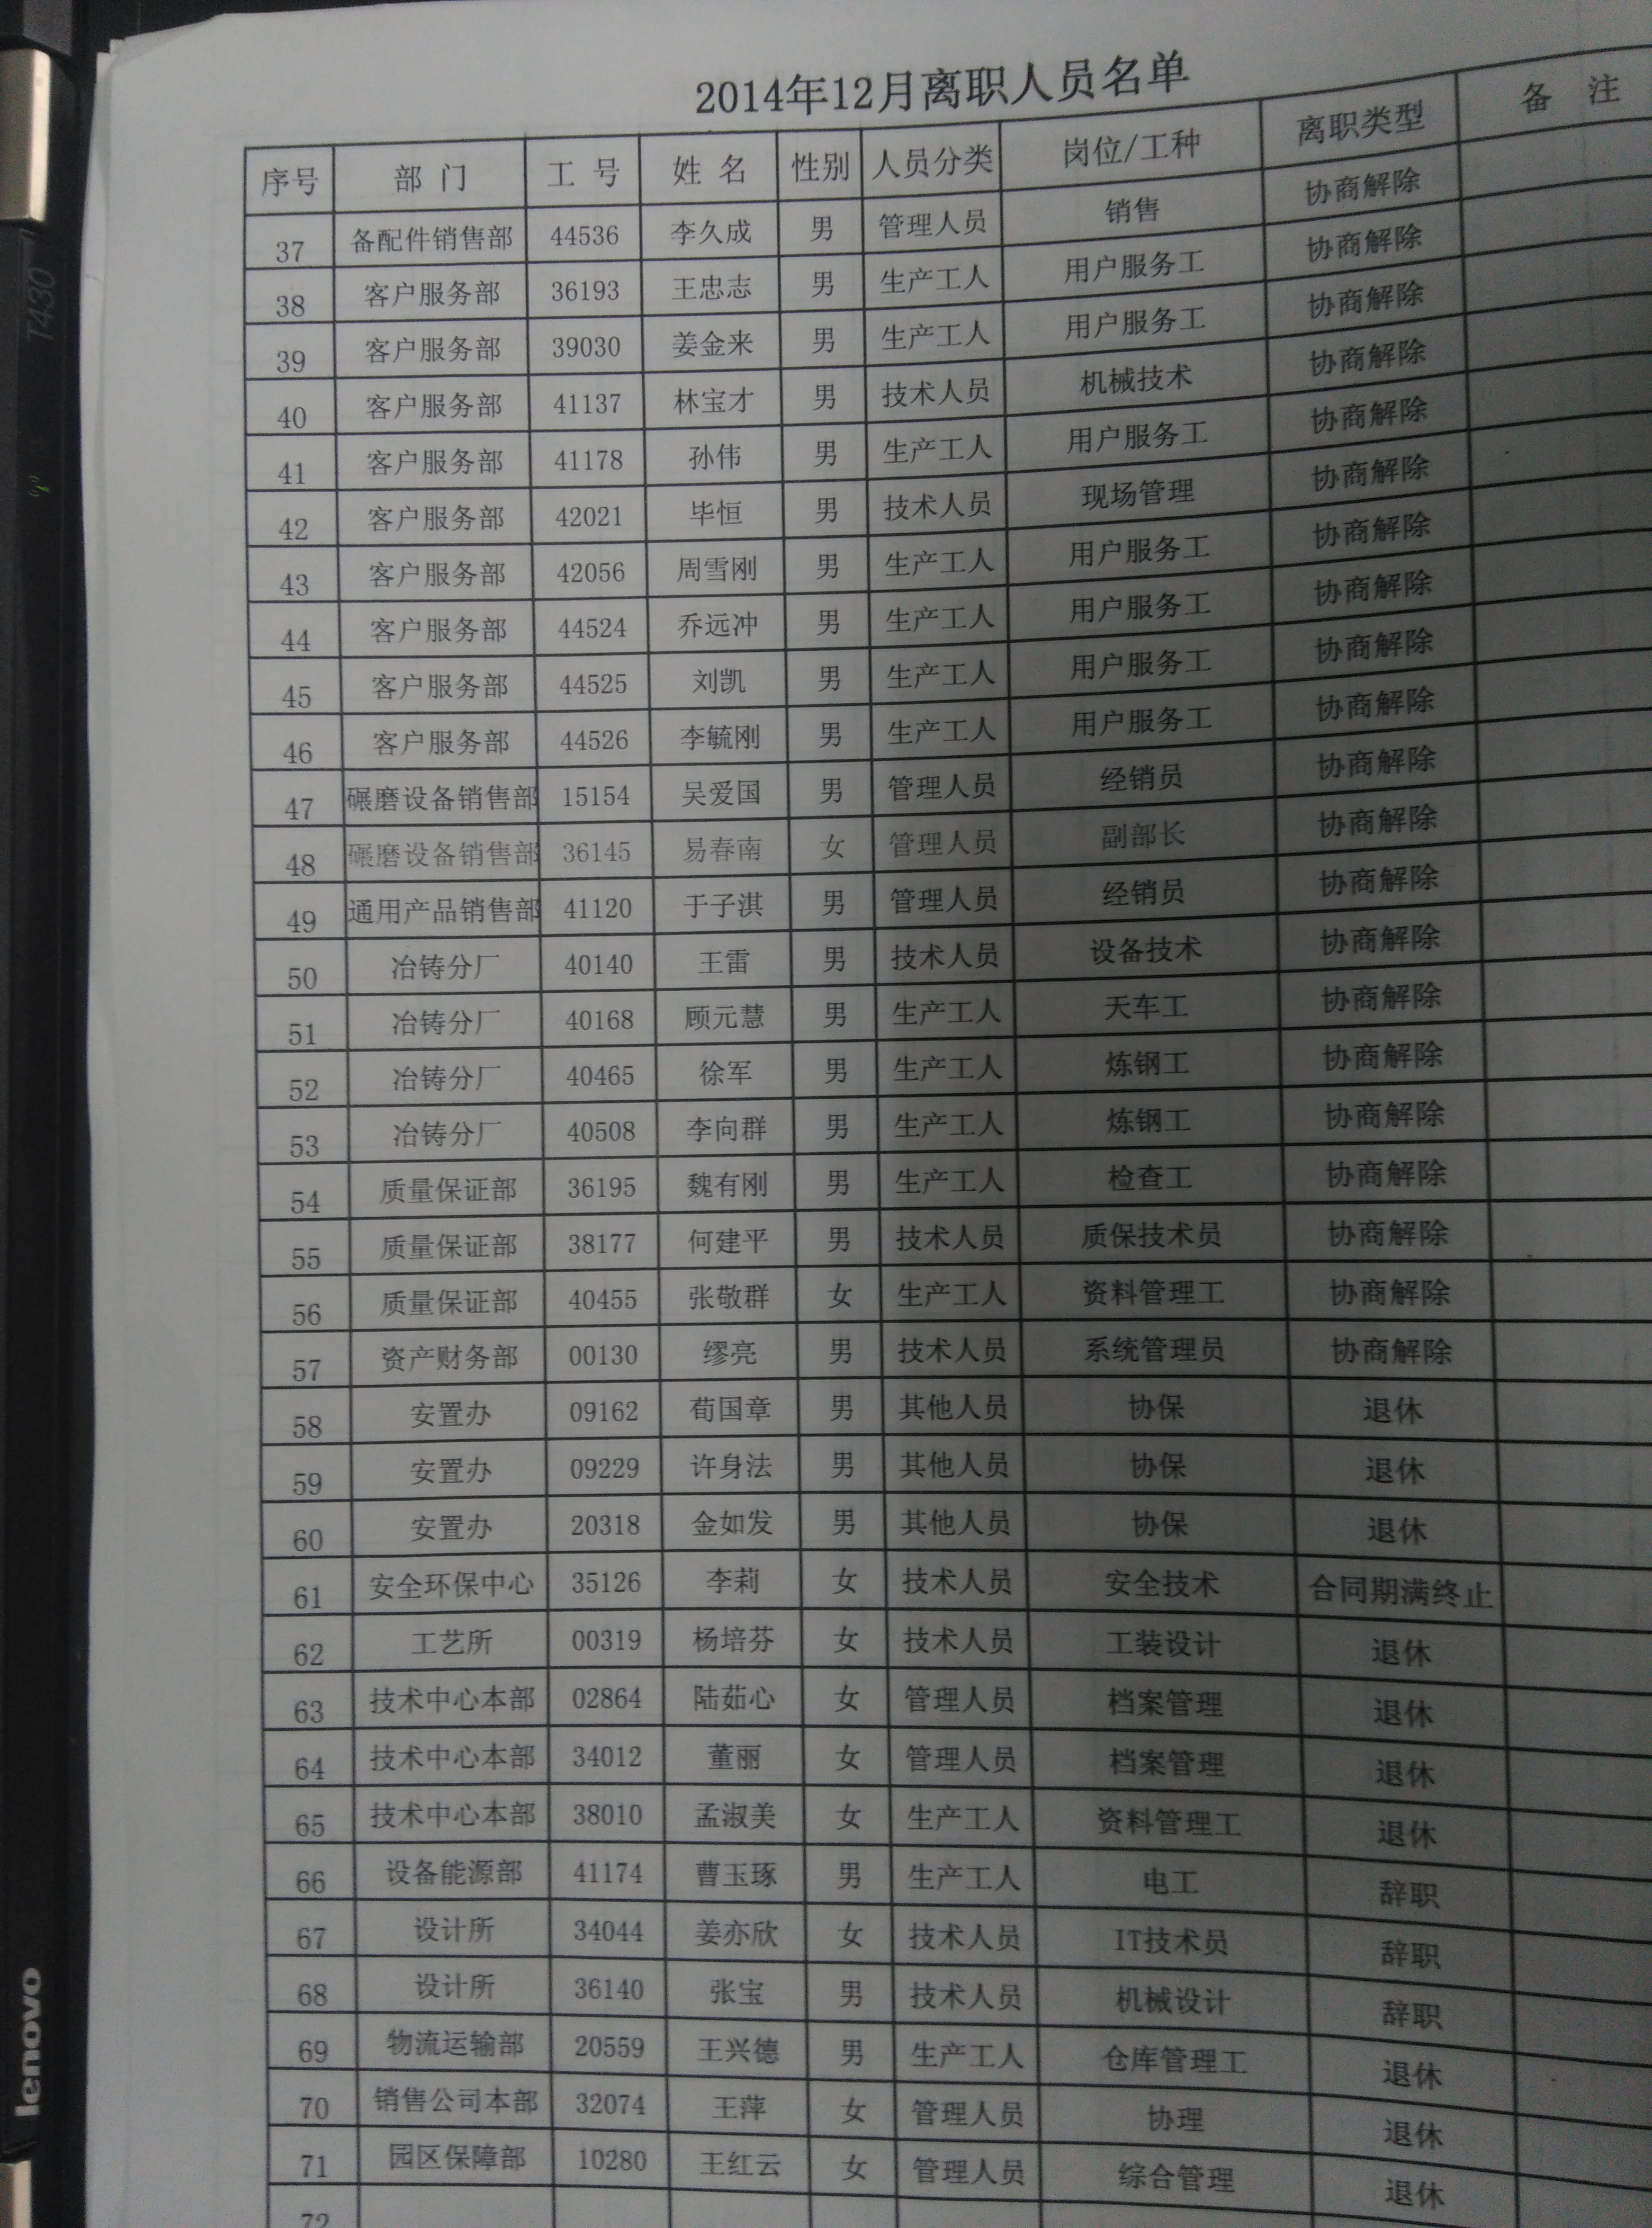 2014年12月离职人员名单
序号 部 门 工 号 姓 名 性别 人员分类 岗位/工种 离职类型 备 注
37 备配件销售部 44536 李久成 男 管理人员 销售 协商解除
38 客户服务部 36193 王忠志 男 生产工人 用户服务工 协商解除
39 客户服务部 39030 姜金来 男 生产工人 用户服务工 协商解除
40 客户服务部 41137 林宝才 男 技术人员 机械技术 协商解除
41 客户服务部 41178 孙伟 男 生产工人 用户服务工 协商解除
42 客户服务部 42021 毕恒 男 技术人员 现场管理 协商解除
43 客户服务部 42056 周雪刚 男 生产工人 用户服务工 协商解除
44 客户服务部 44524 乔远冲 男 生产工人 用户服务工 协商解除
45 客户服务部 44525 刘凯 男 生产工人 用户服务工 协商解除
46 客户服务部 44526 李毓刚 男 生产工人 用户服务工 协商解除
47 碾磨设备销售部 15154 吴爱国 男 管理人员 经销员 协商解除
48 碾磨设备销售部 36145 易春南 女 管理人员 副部长 协商解除
49 通用产品销售部 41120 于子淇 男 管理人员 经销员 协商解除
50 冶铸分厂 40140 王雷 男 技术人员 设备技术 协商解除
51 冶铸分厂 40168 顾元慧 男 生产工人 天车工 协商解除
52 冶铸分厂 40465 徐军 男 生产工人 炼钢工 协商解除
53 冶铸分厂 40508 李向群 男 生产工人 炼钢工 协商解除
54 质量保证部 36195 魏有刚 男 生产工人 检查工 协商解除
55 质量保证部 38177 何建平 男 技术人员 质保技术员 协商解除
56 质量保证部 40455 张敬群 女 生产工人 资料管理工 协商解除
57 资产财务部 00130 缪亮 男 技术人员 系统管理员 协商解除
58 安置办 09162 荀国章 男 其他人员 协保 退休
59 安置办 09229 许身法 男 其他人员 协保 退休
60 安置办 20318 金如发 男 其他人员 协保 退休
61 安全环保中心 35126 李莉 女 技术人员 安全技术 合同期满终止
62 工艺所 00319 杨培芬 女 技术人员 工装设计 退休
63 技术中心本部 02864 陆茹心 女 管理人员 档案管理 退休
64 技术中心本部 34012 董丽 女 管理人员 档案管理 退休
65 技术中心本部 38010 孟淑美 女 生产工人 资料管理工 退休
66 设备能源部 41174 曹玉琢 男 生产工人 电工 辞职
67 设计所 34044 姜亦欣 女 技术人员 IT技术员 辞职
68 设计所 36140 张宝 男 技术人员 机械设计 辞职
69 物流运输部 20559 王兴德 男 生产工人 仓库管理工 退休
70 销售公司本部 32074 王萍 女 管理人员 协理 退休
71 园区保障部 10280 王红云 女 管理人员 综合管理 退休
72
T430
lenovo